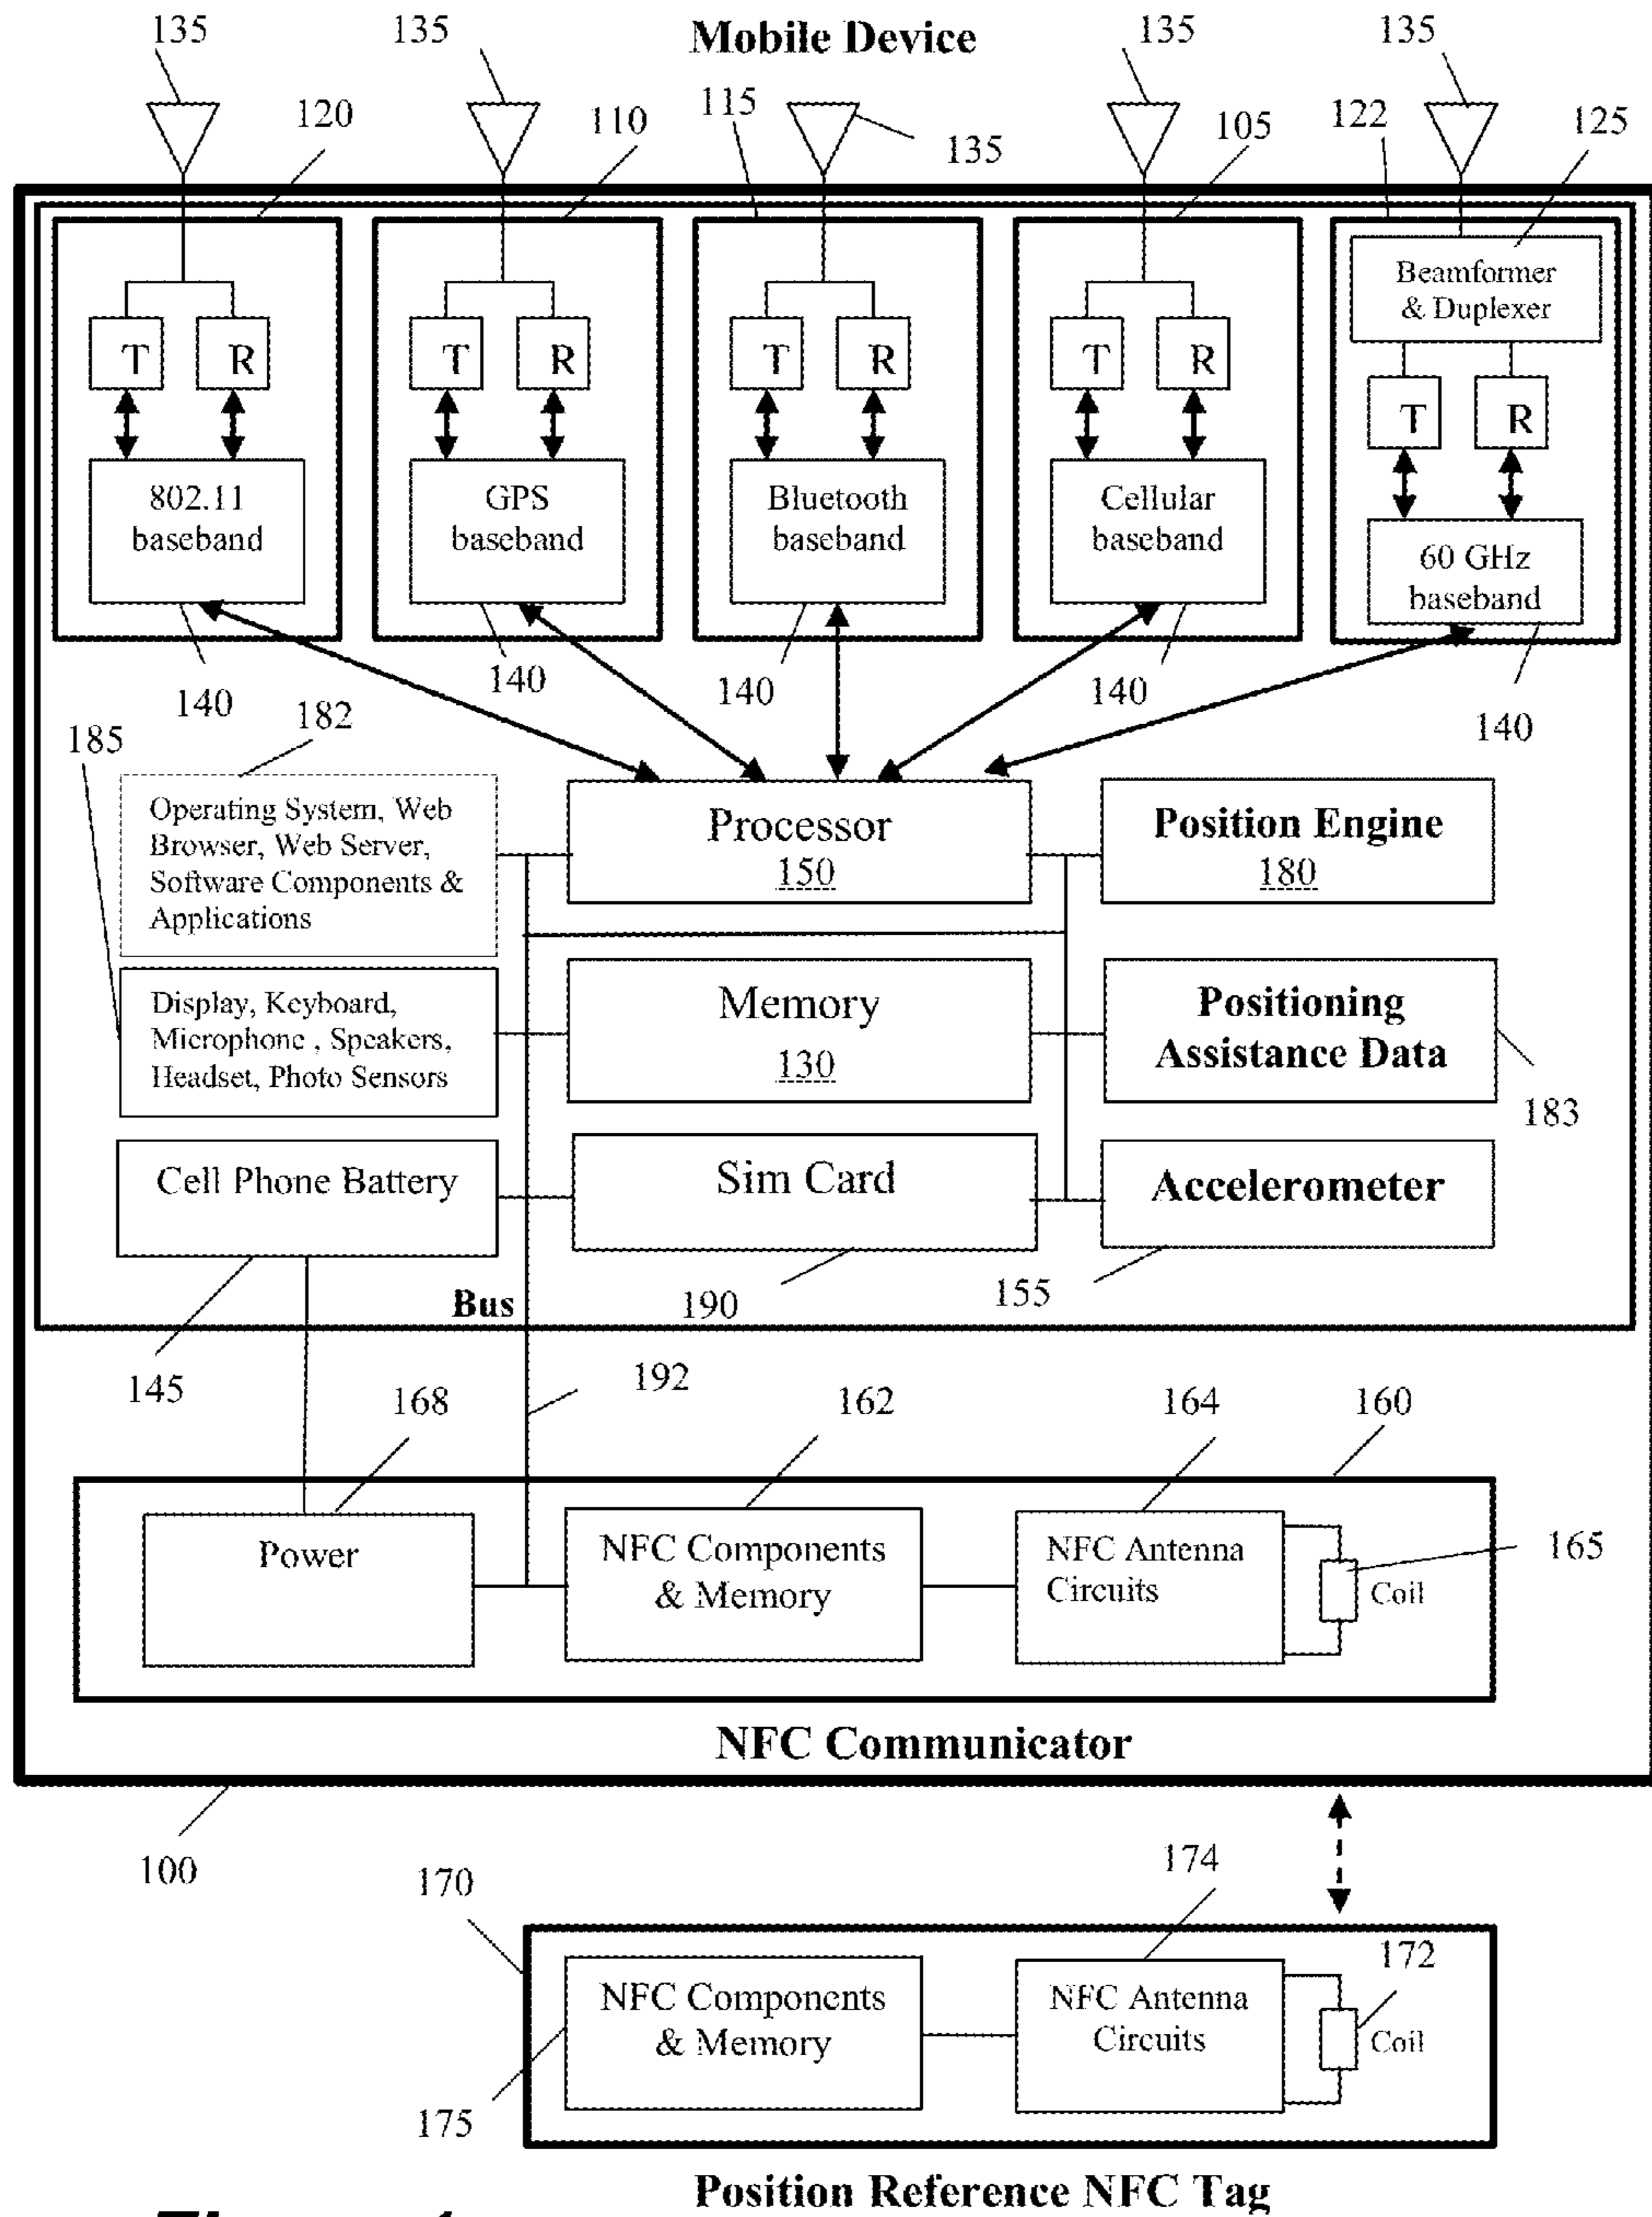 135
135
Mobile Device
135
135
120
110
115
135
105
122
125
Beamformer
& Duplexer
T
R
T
R
T
R
T
R
T
R
802.11
baseband
GPS
baseband
Bluetooth
baseband
Cellular
baseband
60 GHz
baseband
140
140
140
140
140
182
185
Operating System, Web
Browser, Web Server,
Software Components &
Applications
Processor
150
Position Engine
180
Display, Keyboard,
Microphone , Speakers,
Headset, Photo Sensors
Memory
130
Positioning
Assistance Data
183
Cell Phone Battery
Sim Card
Accelerometer
Bus
190
155
145
168
192
162
164
160
Power
NFC Components
& Memory
NFC Antenna
Circuits
165
Coil
NFC Communicator
100
170
174
NFC Components
& Memory
NFC Antenna
Circuits
172
Coil
175
Position Reference NFC Tag